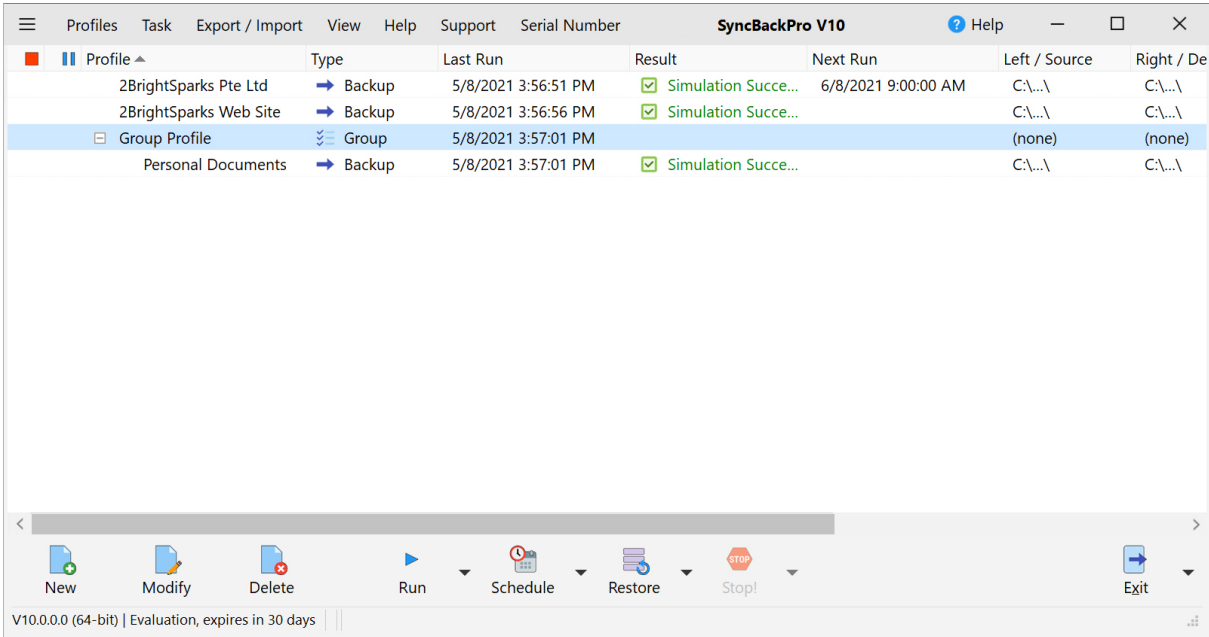 Profiles Task Export / Import View Help Support Serial Number SyncBackPro V10 ? Help
Profile Type Last Run Result Next Run Left / Source Right / De
2BrightSparks Pte Ltd Backup 5/8/2021 3:56:51 PM Simulation Succe... 6/8/2021 9:00:00 AM C:\...\ C:\...\
2BrightSparks Web Site Backup 5/8/2021 3:56:56 PM Simulation Succe... C:\...\ C:\...\
Group Profile Group 5/8/2021 3:57:01 PM (none) (none)
Personal Documents Backup 5/8/2021 3:57:01 PM Simulation Succe... C:\...\ C:\...\
STOP
New Modify Delete Run Schedule Restore Stop! Exit
V10.0.0.0 (64-bit) | Evaluation, expires in 30 days